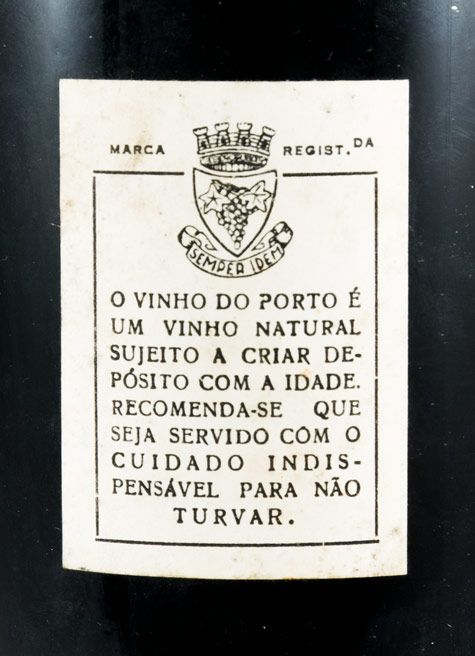 MARCA REGIST.DA
SEMPER IDEM
O VINHO DO PORTO É
UM VINHO NATURAL
SUJEITO A CRIAR DE-
PÓSITO COM A IDADE.
RECOMENDA-SE QUE
SEJA SERVIDO CÔM O
CUIDADO INDIS-
PENSÁVEL PARA NÃO
TURVAR.